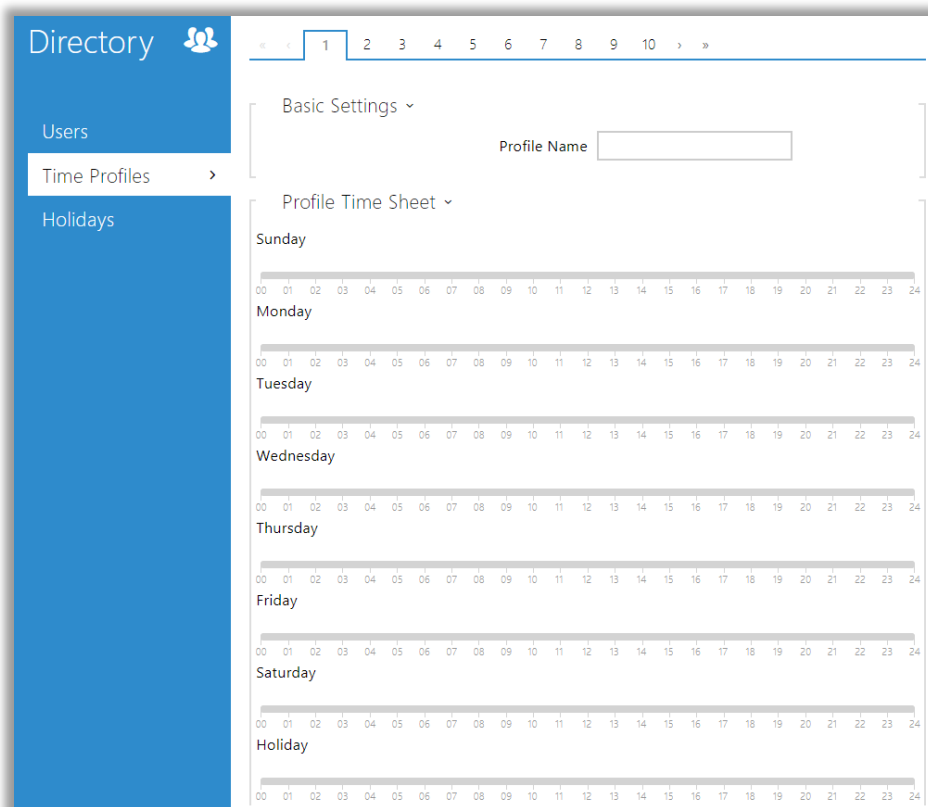 Directory
« ‹ 1 2 3 4 5 6 7 8 9 10 › »
Users
Time Profiles ›
Holidays
Basic Settings
Profile Name
Profile Time Sheet
Sunday
00 01 02 03 04 05 06 07 08 09 10 11 12 13 14 15 16 17 18 19 20 21 22 23 24
Monday
00 01 02 03 04 05 06 07 08 09 10 11 12 13 14 15 16 17 18 19 20 21 22 23 24
Tuesday
00 01 02 03 04 05 06 07 08 09 10 11 12 13 14 15 16 17 18 19 20 21 22 23 24
Wednesday
00 01 02 03 04 05 06 07 08 09 10 11 12 13 14 15 16 17 18 19 20 21 22 23 24
Thursday
00 01 02 03 04 05 06 07 08 09 10 11 12 13 14 15 16 17 18 19 20 21 22 23 24
Friday
00 01 02 03 04 05 06 07 08 09 10 11 12 13 14 15 16 17 18 19 20 21 22 23 24
Saturday
00 01 02 03 04 05 06 07 08 09 10 11 12 13 14 15 16 17 18 19 20 21 22 23 24
Holiday
00 01 02 03 04 05 06 07 08 09 10 11 12 13 14 15 16 17 18 19 20 21 22 23 24